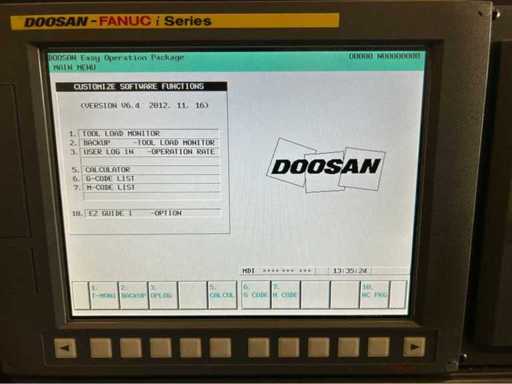 DOOSAN-FANUC i Series
DOOSAN Easy Operation Package
MAIN MENU
O0000 N00000000
CUSTOMIZE SOFTWARE FUNCTIONS
(VERSION V6.4 2012. 11. 16)
1. TOOL LOAD MONITOR
2. BACKUP -TOOL LOAD MONITOR
3. USER LOG IN -OPERATION RATE
5. CALCULATOR
6. G-CODE LIST
7. M-CODE LIST
10. EZ GUIDE i -OPTION
DOOSAN
MDI **** *** *** 13:35:24
1. 2. 3. 5. 6. 7. 10.
T-MONI BACKUP OPLOG CALCUL G CODE M CODE NC PRG